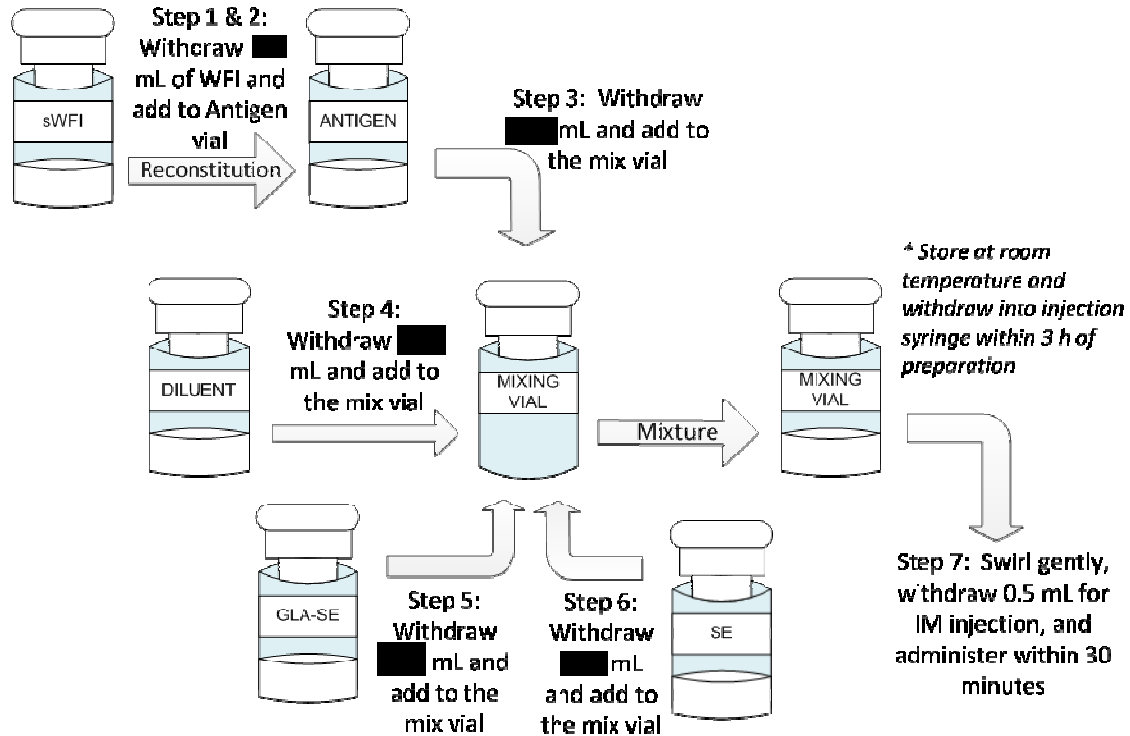 Step 1 & 2:
Withdraw
mL of WFI and
add to Antigen
vial
Reconstitution
sWFI
ANTIGEN
Step 3: Withdraw
mL and add to
the mix vial
* Store at room
temperature and
withdraw into injection
syringe within 3 h of
preparation
Step 4:
Withdraw
mL and add to
the mix vial
DILUENT
MIXING
VIAL
Mixture
MIXING
VIAL
GLA-SE
Step 5:
Withdraw
mL and
add to the
mix vial
Step 6:
Withdraw
mL
and add to
the mix vial
SE
Step 7: Swirl gently,
withdraw 0.5 mL for
IM injection, and
administer within 30
minutes